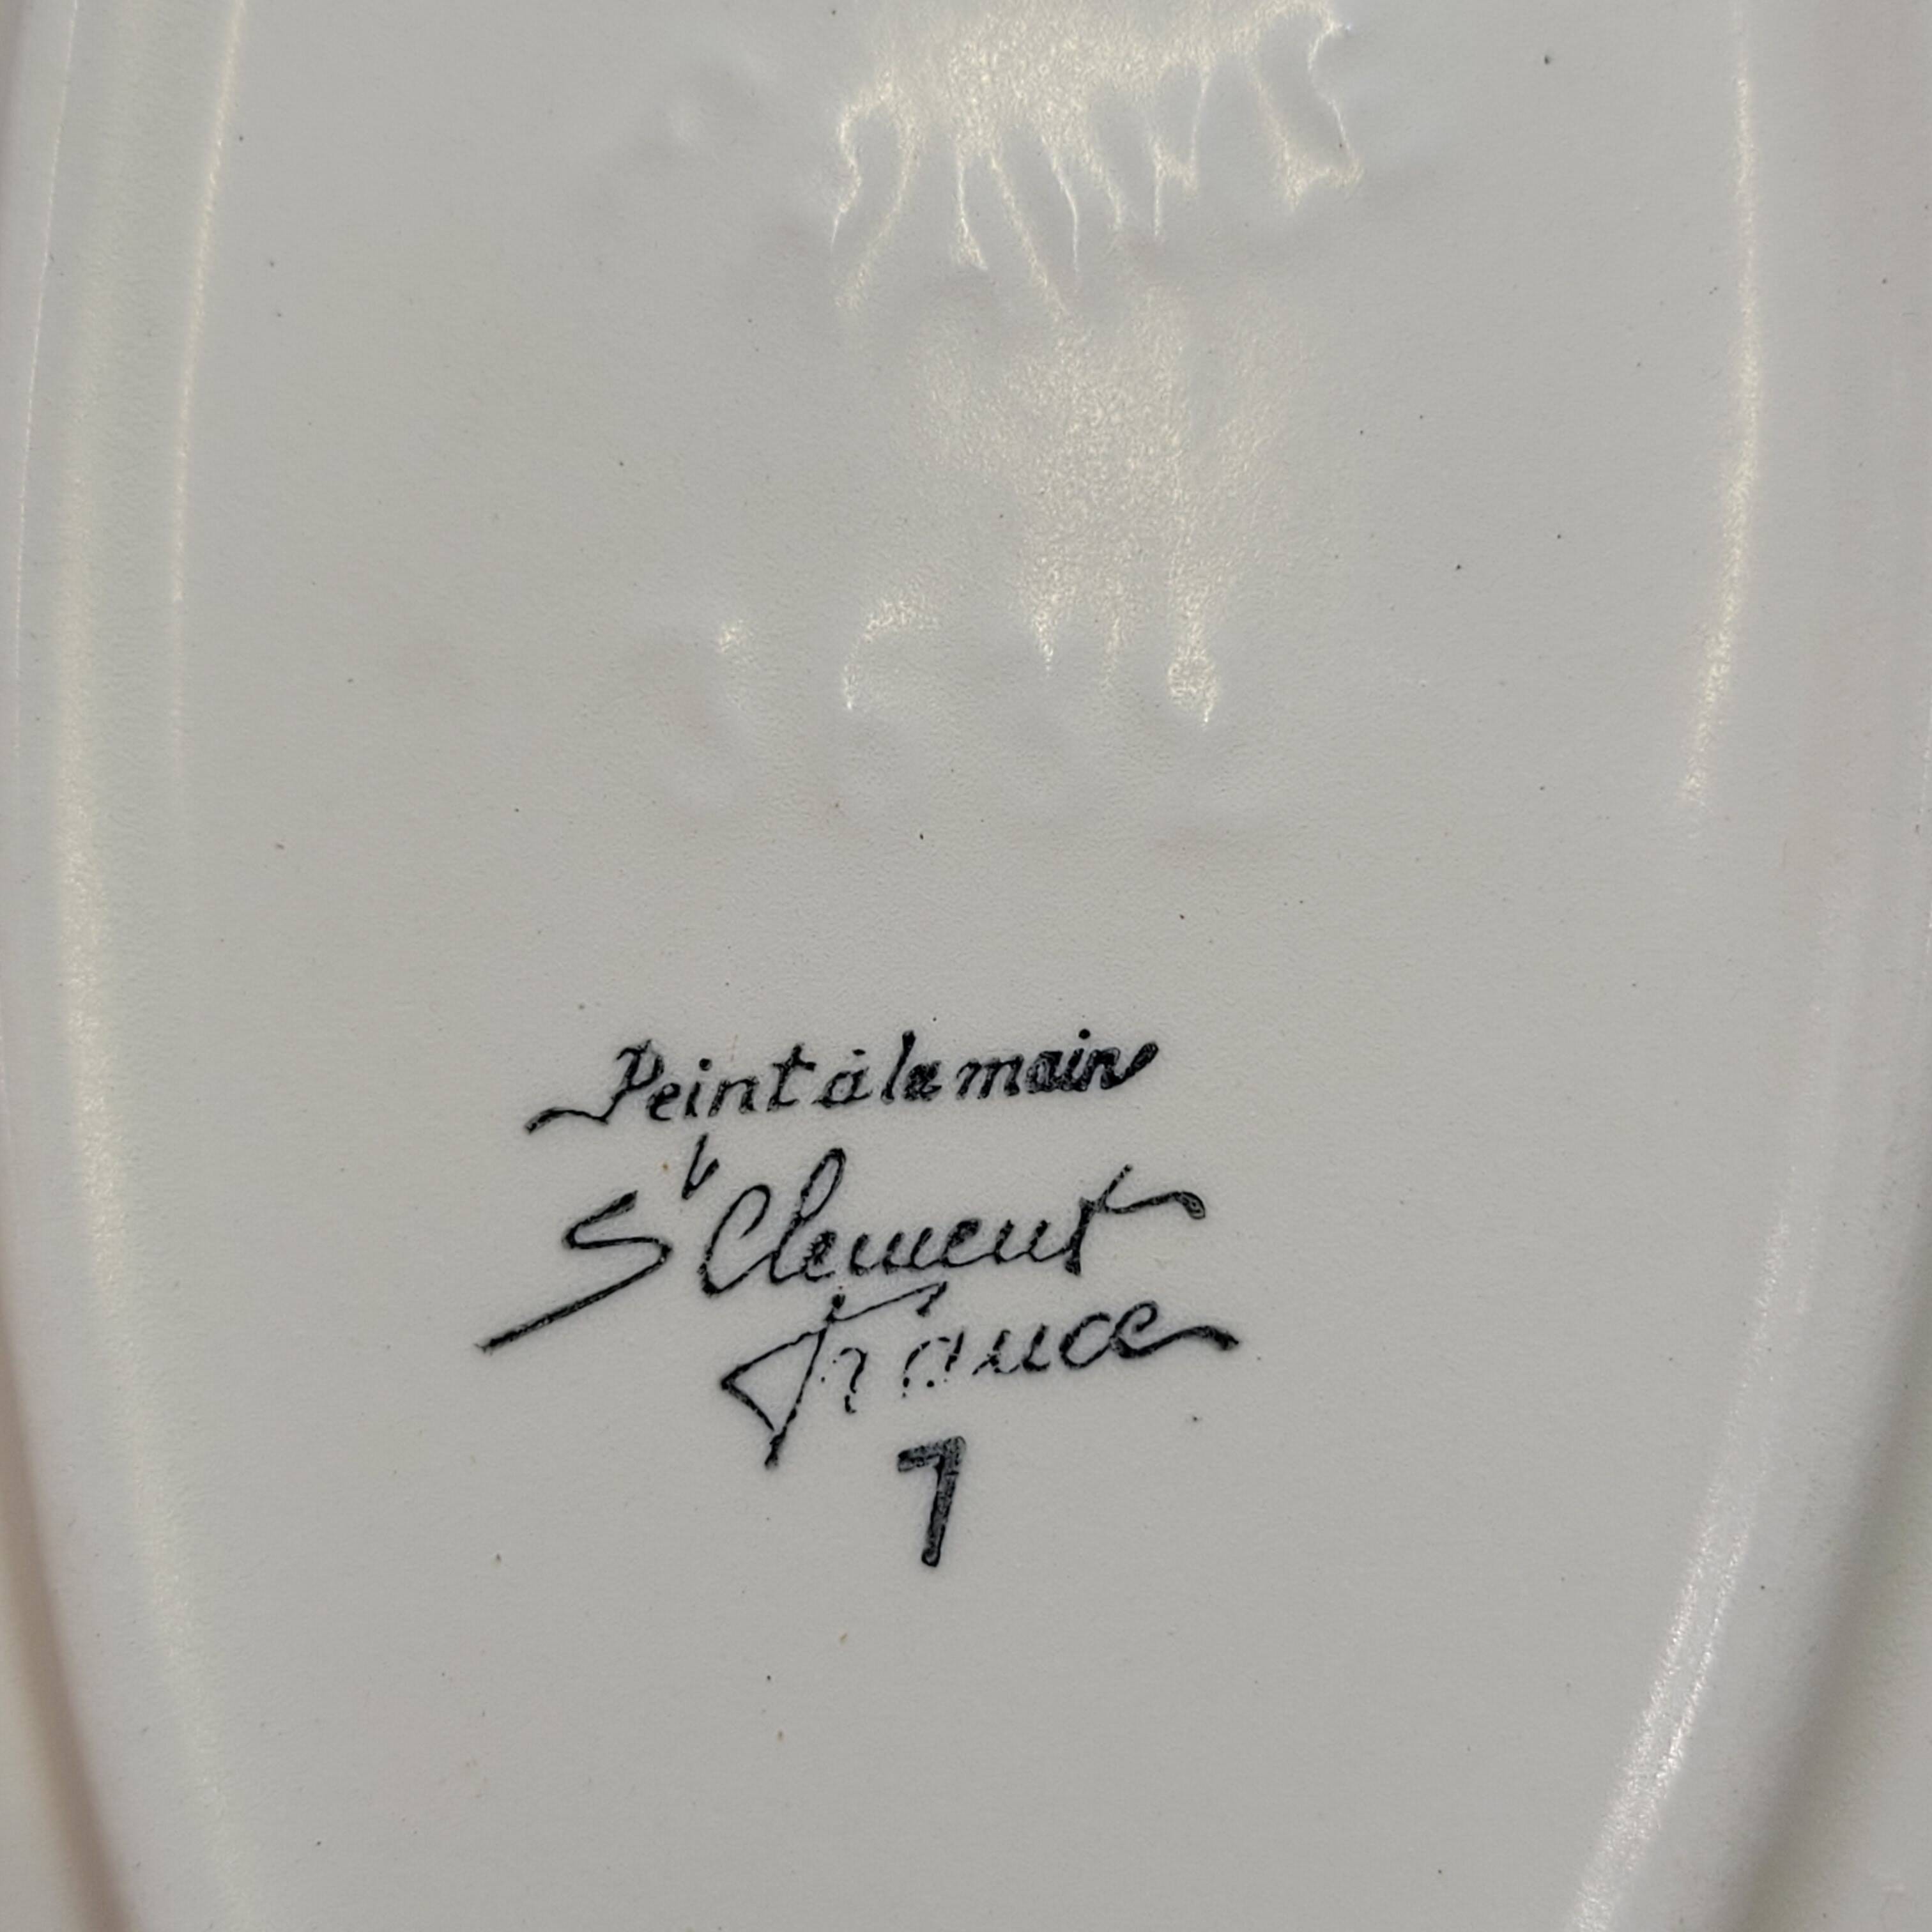 Peint à la main
St Clement
France
7